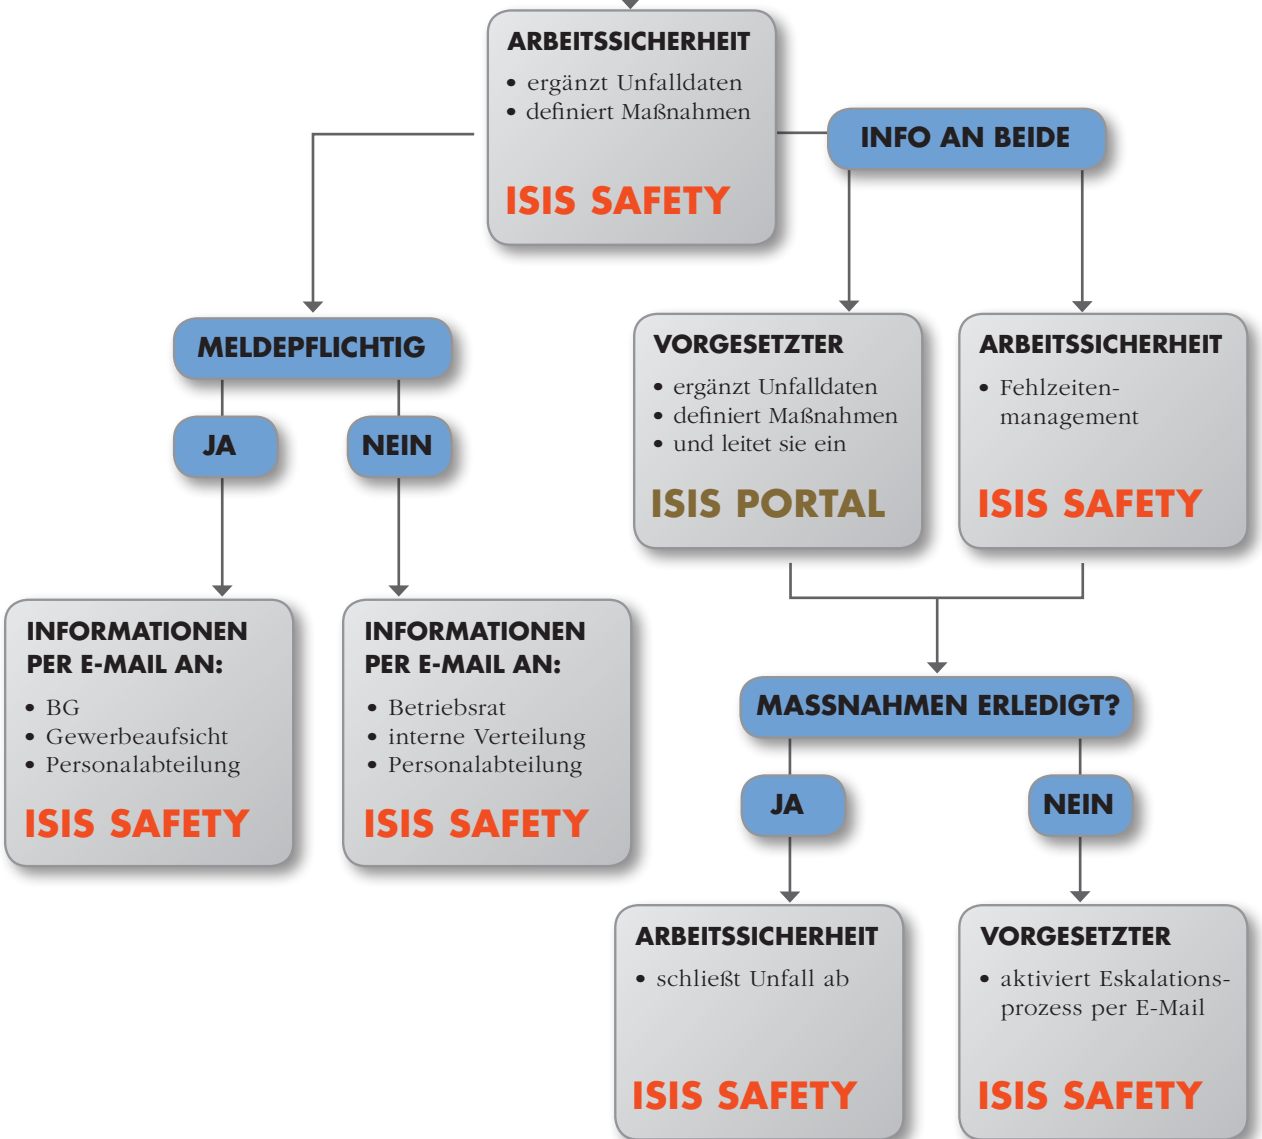 ARBEITSSICHERHEIT
• ergänzt Unfalldaten
• definiert Maßnahmen
ISIS SAFETY
INFO AN BEIDE
MELDEPFLICHTIG
JA
NEIN
INFORMATIONEN
PER E-MAIL AN:
• BG
• Gewerbeaufsicht
• Personalabteilung
ISIS SAFETY
INFORMATIONEN
PER E-MAIL AN:
• Betriebsrat
• interne Verteilung
• Personalabteilung
ISIS SAFETY
VORGESETZTER
• ergänzt Unfalldaten
• definiert Maßnahmen
• und leitet sie ein
ISIS PORTAL
ARBEITSSICHERHEIT
• Fehlzeiten-
management
ISIS SAFETY
MASSNAHMEN ERLEDIGT?
JA
NEIN
ARBEITSSICHERHEIT
• schließt Unfall ab
ISIS SAFETY
VORGESETZTER
• aktiviert Eskalations-
prozess per E-Mail
ISIS SAFETY